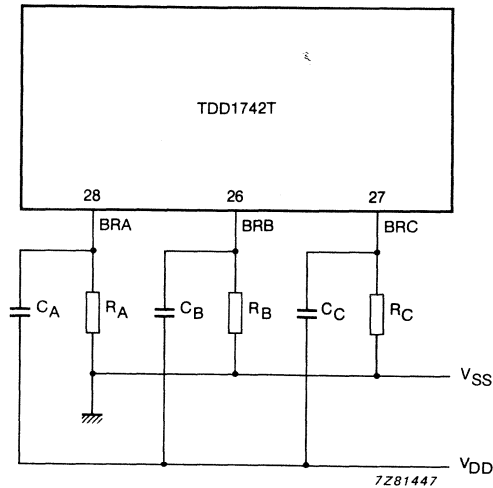 TDD1742T
28 26 27
BRA BRB BRC
CA RA CB RB CC RC
VSS
VDD
7Z81447